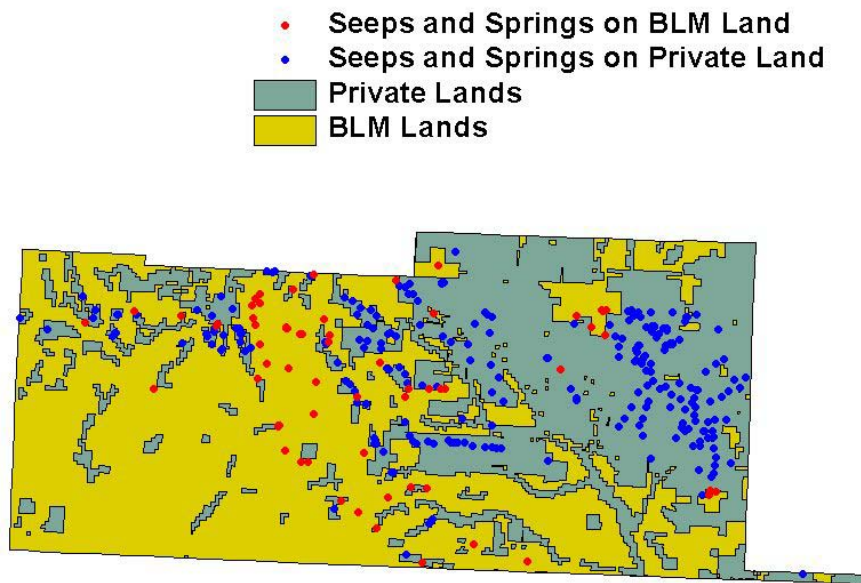 Seeps and Springs on BLM Land
Seeps and Springs on Private Land
Private Lands
BLM Lands